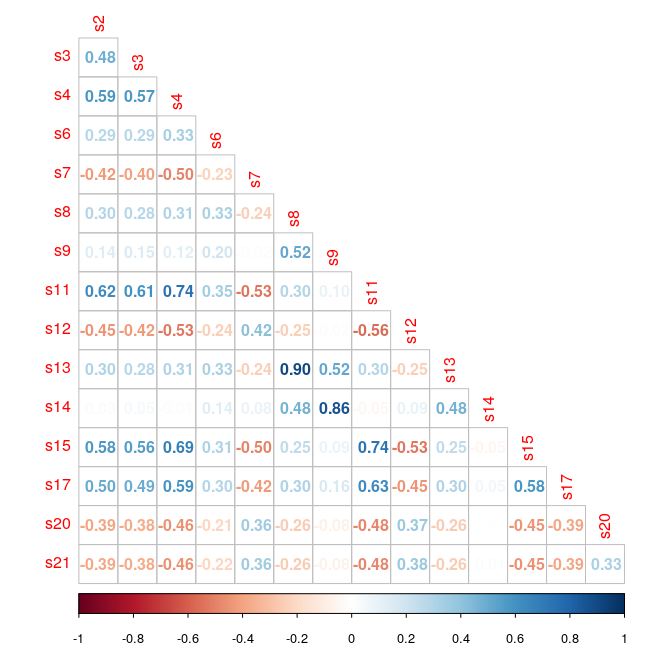 s2
s3 0.48 s3
s4 0.59 0.57 s4
s6 0.29 0.29 0.33 s6
s7 -0.42 -0.40 -0.50 -0.23 s7
s8 0.30 0.28 0.31 0.33 -0.24 s8
s9 0.14 0.15 0.12 0.20 0.52 s9
s11 0.62 0.61 0.74 0.35 -0.53 0.30 0.10 s11
s12 -0.45 -0.42 -0.53 -0.24 0.42 -0.25 -0.56 s12
s13 0.30 0.28 0.31 0.33 -0.24 0.90 0.52 0.30 -0.25 s13
s14 0.14 0.08 0.48 0.86 -0.05 0.09 0.48 s14
s15 0.58 0.56 0.69 0.31 -0.50 0.25 0.09 0.74 -0.53 0.25 -0.05 s15
s17 0.50 0.49 0.59 0.30 -0.42 0.30 0.16 0.63 -0.45 0.30 0.05 0.58 s17
s20 -0.39 -0.38 -0.46 -0.21 0.36 -0.26 -0.08 -0.48 0.37 -0.26 -0.45 -0.39 s20
s21 -0.39 -0.38 -0.46 -0.22 0.36 -0.26 -0.08 -0.48 0.38 -0.26 -0.45 -0.39 0.33
-1 -0.8 -0.6 -0.4 -0.2 0 0.2 0.4 0.6 0.8 1